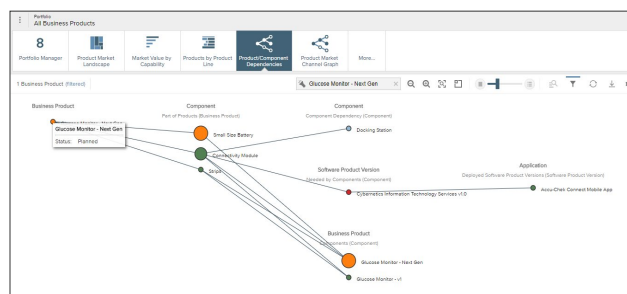 Portfolio
All Business Products
8
Portfolio Manager
Product Market
Landscape
Market Value by
Capability
Products by Product
Line
Product/Component
Dependencies
Product Market
Channel Graph
More...
1 Business Product (filtered)
Glucose Monitor - Next Gen
Business Product
Component
Part of Products (Business Product)
Component
Component Dependency (Component)
Glucose Monitor - Next Gen
Status: Planned
Small Size Battery
Connectivity Module
Strips
Docking Station
Software Product Version
Needed by Components (Component)
Cybernetics Information Technology Services v1.0
Application
Deployed Software Product Versions (Software Product Version)
Accu-Chek Connect Mobile App
Business Product
Components (Component)
Glucose Monitor - Next Gen
Glucose Monitor - v1